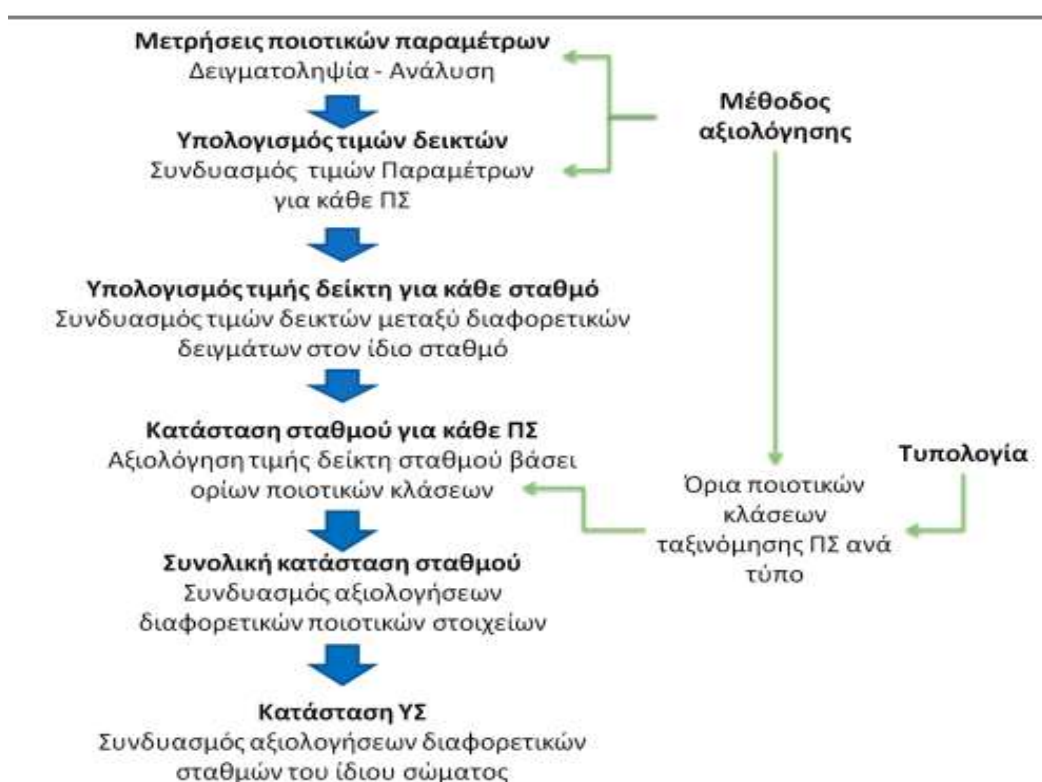 Μετρήσεις ποιοτικών παραμέτρων
Δειγματοληψία - Ανάλυση
Υπολογισμός τιμών δεικτών
Συνδυασμός τιμών Παραμέτρων
για κάθε ΠΣ
Υπολογισμός τιμής δείκτη για κάθε σταθμό
Συνδυασμός τιμών δεικτών μεταξύ διαφορετικών
δειγμάτων στον ίδιο σταθμό
Κατάσταση σταθμού για κάθε ΠΣ
Αξιολόγηση τιμής δείκτη σταθμού βάσει
ορίων ποιοτικών κλάσεων
Συνολική κατάσταση σταθμού
Συνδυασμός αξιολογήσεων
διαφορετικών ποιοτικών στοιχείων
Κατάσταση ΥΣ
Συνδυασμός αξιολογήσεων διαφορετικών
σταθμών του ίδιου σώματος
Μέθοδος
αξιολόγησης
Τυπολογία
Όρια ποιοτικών
κλάσεων
ταξινόμησης ΠΣ ανά
τύπο